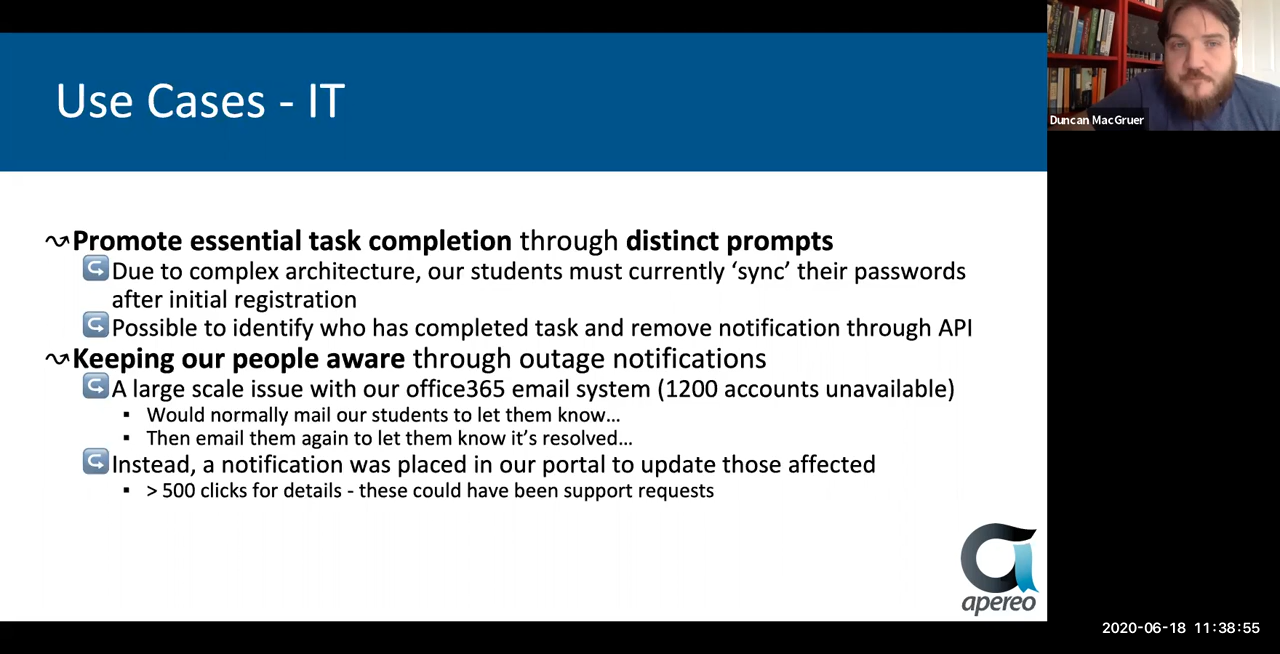 Use Cases - IT
Duncan MacGruer
Promote essential task completion through distinct prompts
Due to complex architecture, our students must currently ‘sync’ their passwords
after initial registration
Possible to identify who has completed task and remove notification through API
Keeping our people aware through outage notifications
A large scale issue with our office365 email system (1200 accounts unavailable)
▪ Would normally mail our students to let them know…
▪ Then email them again to let them know it’s resolved…
Instead, a notification was placed in our portal to update those affected
▪ > 500 clicks for details - these could have been support requests
apereo
2020-06-18 11:38:55